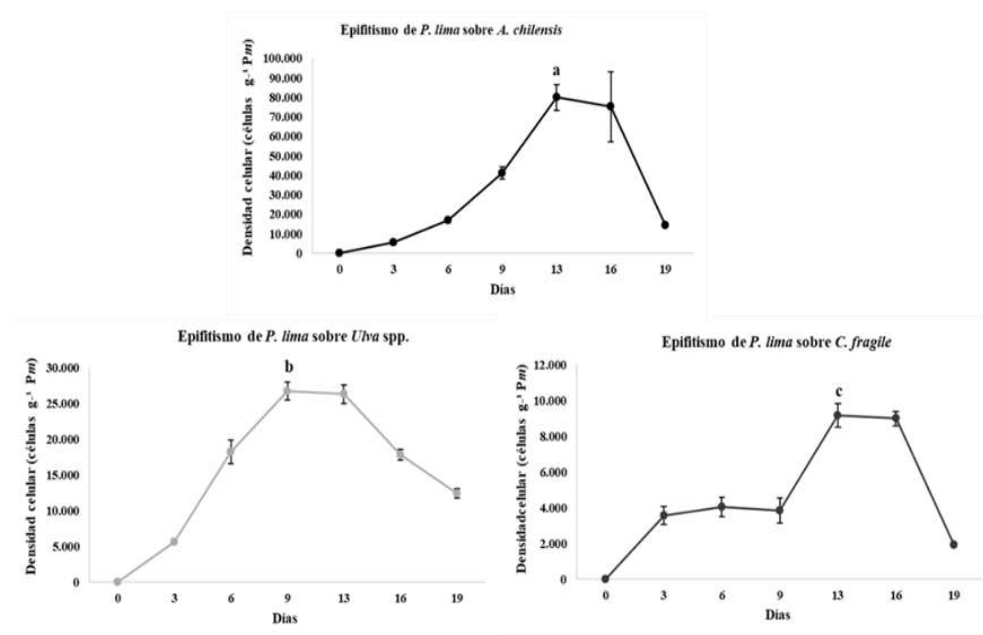 Epifitismo de P. lima sobre A. chilensis
Densidad celular (células g-¹ Pm)
100.000
90.000
80.000
70.000
60.000
50.000
40.000
30.000
20.000
10.000
0
a
0 3 6 9 13 16 19
Días
Epifitismo de P. lima sobre Ulva spp.
Densidad celular (células g-¹ Pm)
30.000
25.000
20.000
15.000
10.000
5.000
0
b
0 3 6 9 13 16 19
Días
Epifitismo de P. lima sobre C. fragile
Densidadcelular (células g-¹ Pm)
12.000
10.000
8.000
6.000
4.000
2.000
0
c
0 3 6 9 13 16 19
Días